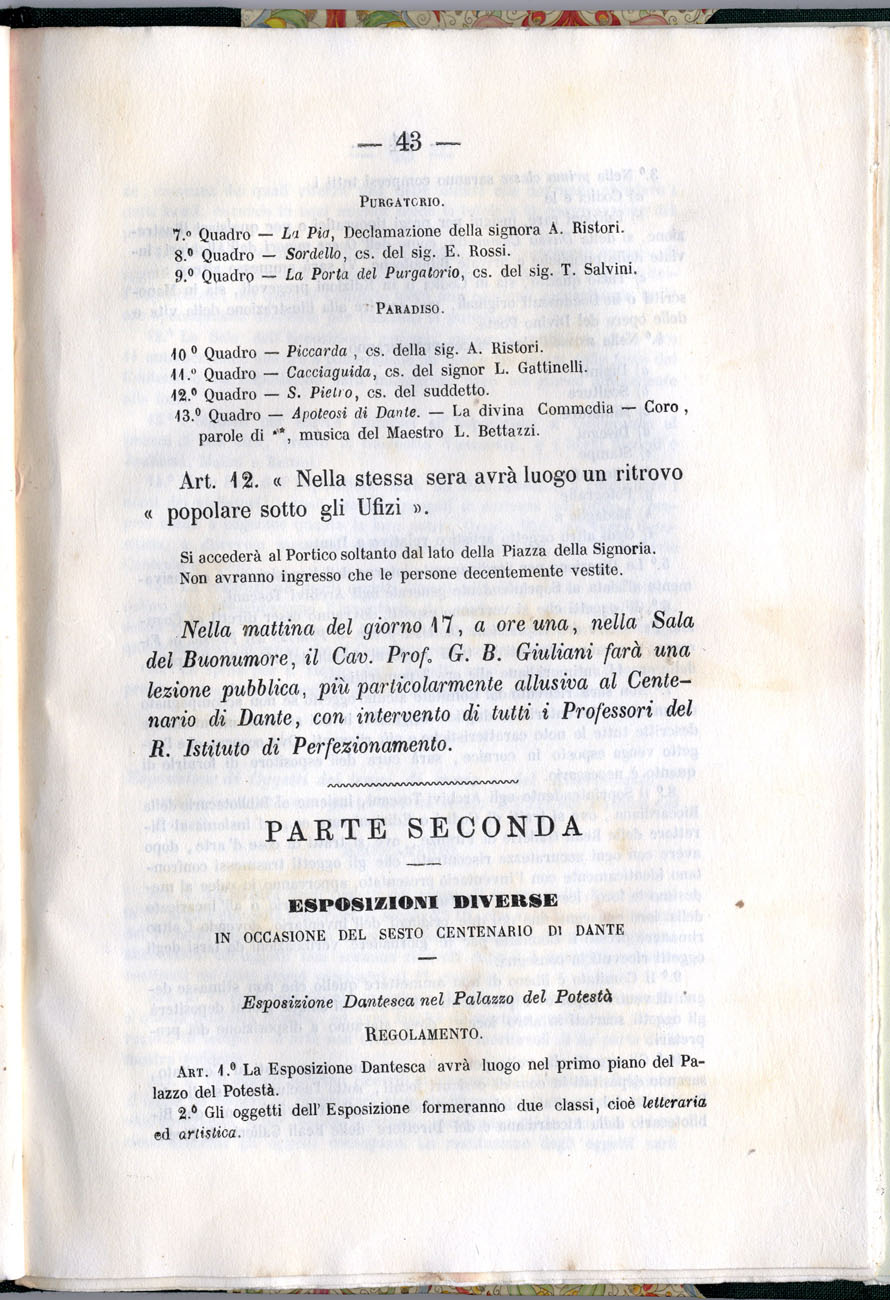 — 43 —
PURGATORIO.
7.º Quadro — La Pia, Declamazione della signora A. Ristori.
8.º Quadro — Sordello, cs. del sig. E. Rossi.
9.º Quadro — La Porta del Purgatorio, cs. del sig. T. Salvini.
PARADISO.
10º Quadro — Piccarda , cs. della sig. A. Ristori.
11.º Quadro — Cacciaguida, cs. del signor L. Gattinelli.
12.º Quadro — S. Pietro, cs. del suddetto.
13.º Quadro — Apoteosi di Dante. — La divina Commedia — Coro ,
parole di **, musica del Maestro L. Bettazzi.
Art. 12. « Nella stessa sera avrà luogo un ritrovo
« popolare sotto gli Ufizi ».
Si accederà al Portico soltanto dal lato della Piazza della Signoria.
Non avranno ingresso che le persone decentemente vestite.
Nella mattina del giorno 17, a ore una, nella Sala
del Buonumore, il Cav. Prof. G. B. Giuliani farà una
lezione pubblica, più particolarmente allusiva al Cente-
nario di Dante, con intervento di tutti i Professori del
R. Istituto di Perfezionamento.
PARTE SECONDA
ESPOSIZIONI DIVERSE
IN OCCASIONE DEL SESTO CENTENARIO DI DANTE
Esposizione Dantesca nel Palazzo del Potestà
REGOLAMENTO.
ART. 1.º La Esposizione Dantesca avrà luogo nel primo piano del Pa-
lazzo del Potestà.
2.º Gli oggetti dell' Esposizione formeranno due classi, cioè letteraria
ed artistica.